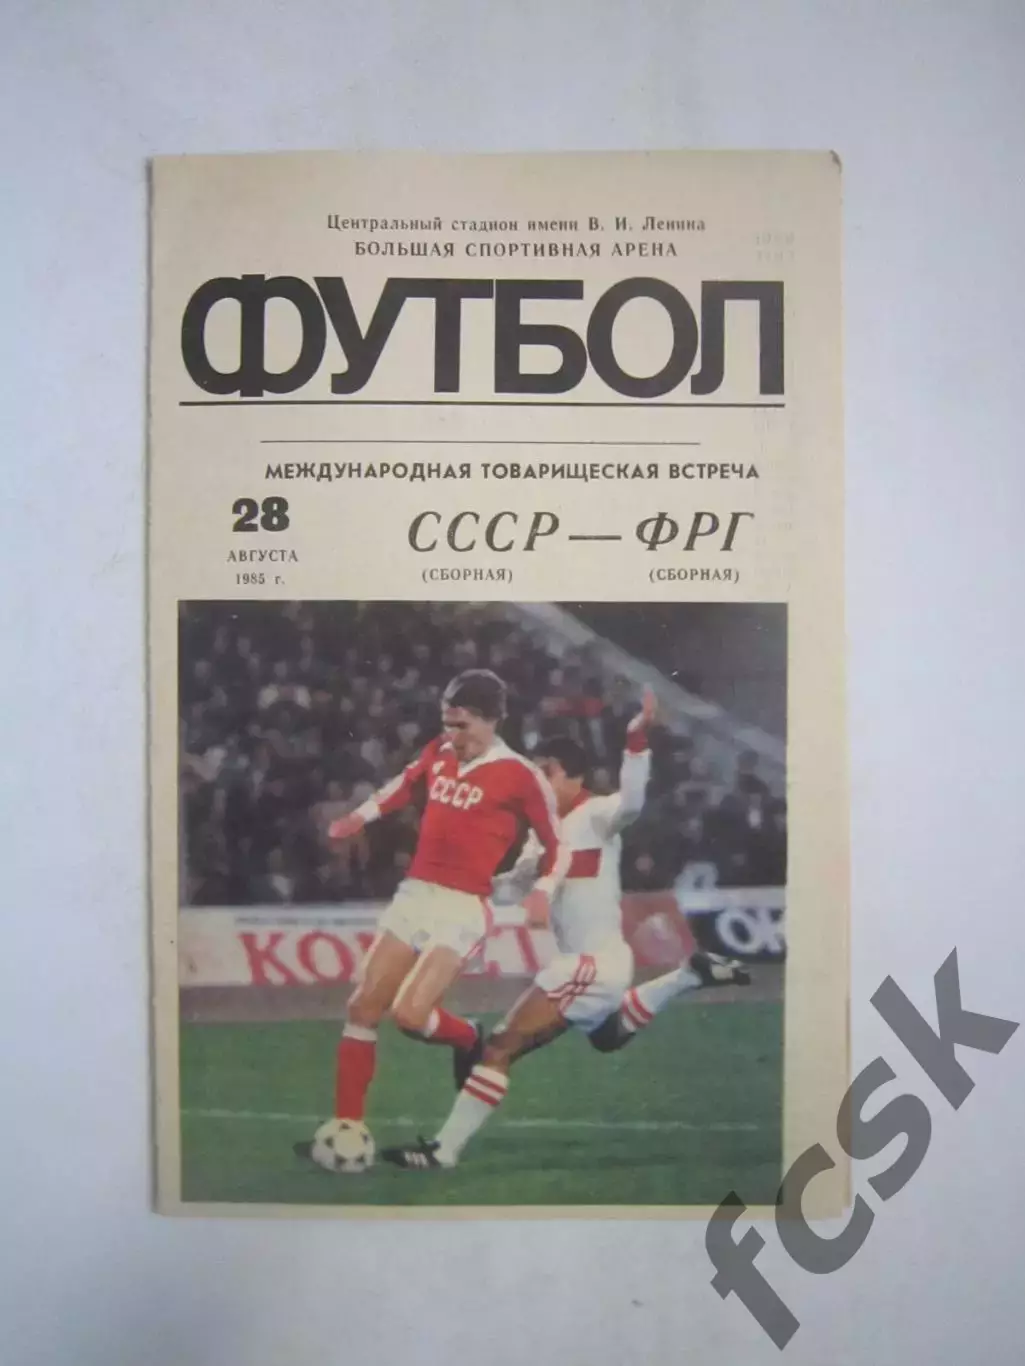 Центральный стадион имени В. И. Ленина
БОЛЬШАЯ СПОРТИВНАЯ АРЕНА
ФУТБОЛ
МЕЖДУНАРОДНАЯ ТОВАРИЩЕСКАЯ ВСТРЕЧА
28
АВГУСТА
1985 г.
СССР — ФРГ
(СБОРНАЯ) (СБОРНАЯ)
СССР
fcsk